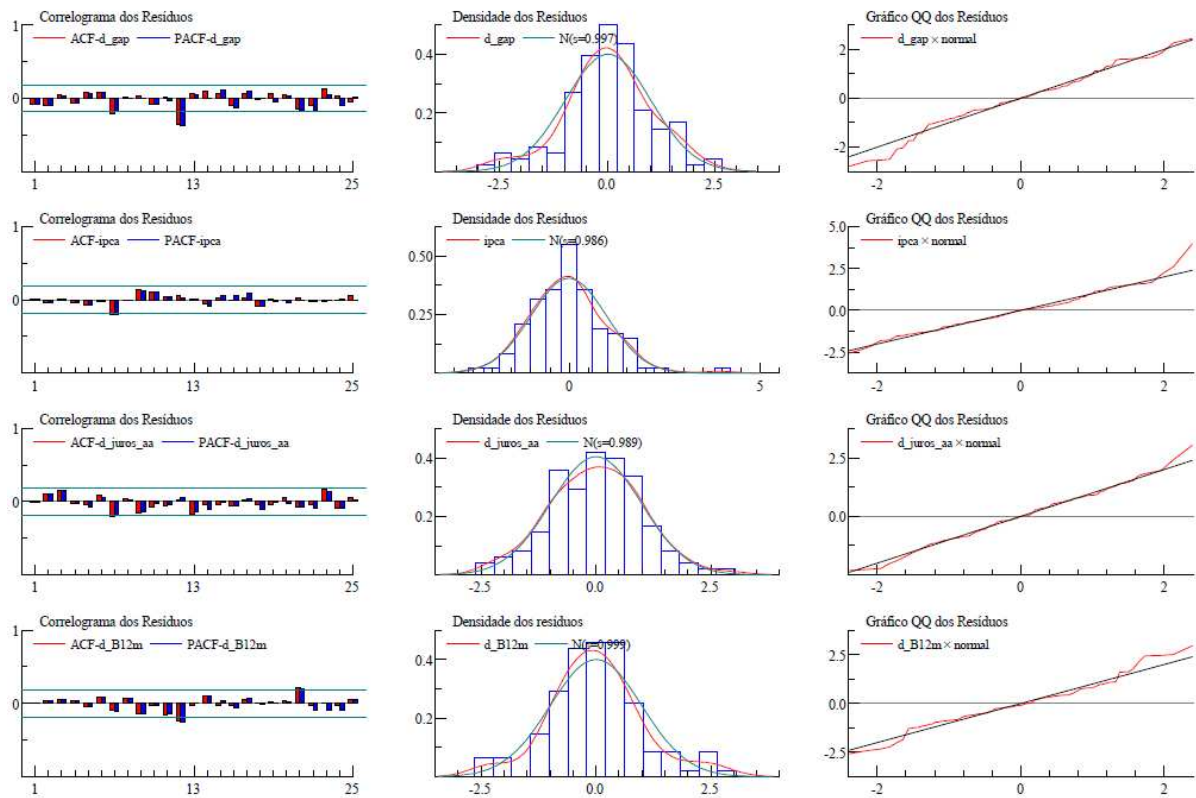 Correlograma dos Resíduos
1
ACF-d_gap PACF-d_gap
0
1 13 25
Densidade dos Resíduos
d_gap N(s=0.997)
0.4
0.2
-2.5 0.0 2.5
Gráfico QQ dos Resíduos
d_gap × normal
2
0
-2
-2 0 2
Correlograma dos Resíduos
1
ACF-ipca PACF-ipca
0
1 13 25
Densidade dos Resíduos
ipca N(s=0.986)
0.50
0.25
0 5
Gráfico QQ dos Resíduos
5.0
ipca × normal
2.5
0.0
-2.5
-2 0 2
Correlograma dos Resíduos
1
ACF-d_juros_aa PACF-d_juros_aa
0
1 13 25
Densidade dos Resíduos
d_juros_aa N(s=0.989)
0.4
0.2
-2.5 0.0 2.5
Gráfico QQ dos Resíduos
d_juros_aa × normal
2.5
0.0
-2 0 2
Correlograma dos Resíduos
1
ACF-d_B12m PACF-d_B12m
0
1 13 25
Densidade dos resíduos
d_B12m N(s=0.999)
0.4
0.2
-2.5 0.0 2.5
Gráfico QQ dos Resíduos
d_B12m × normal
2.5
0.0
-2.5
-2 0 2